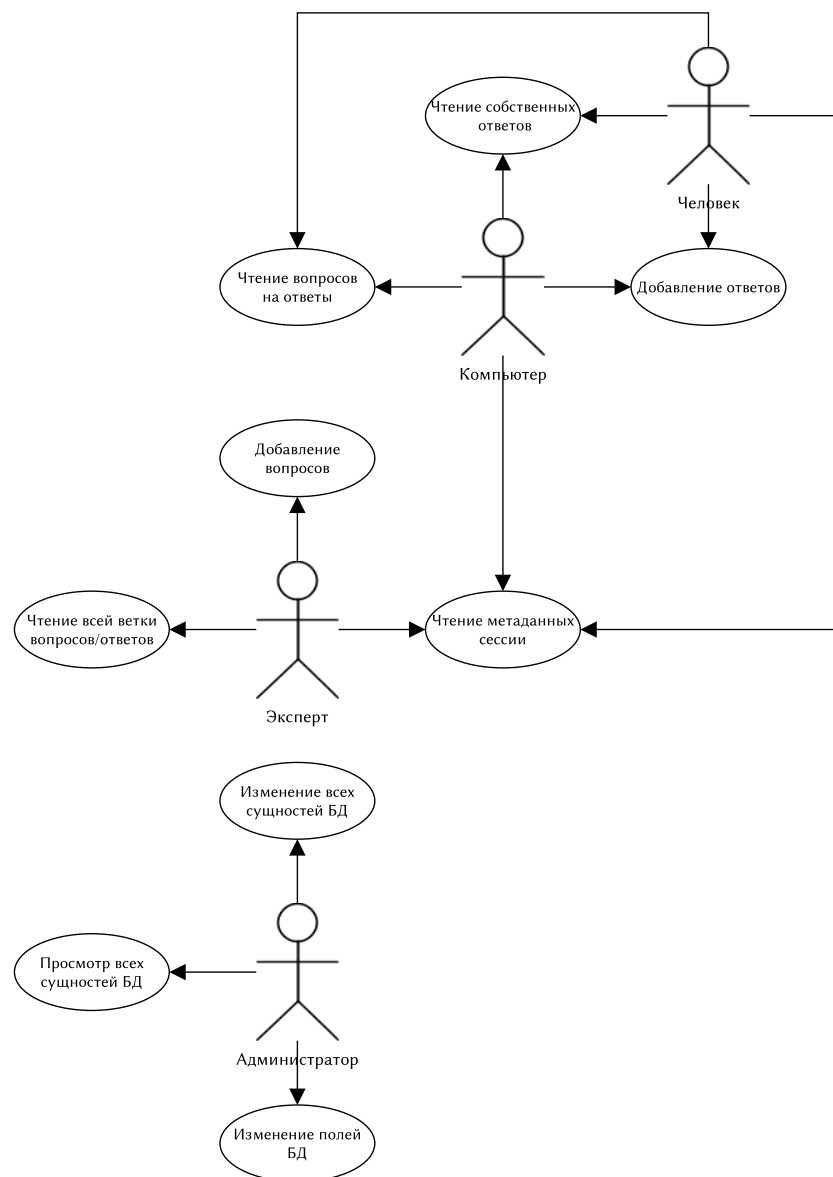 Чтение собственных
ответов
Человек
Чтение вопросов
на ответы
Добавление ответов
Компьютер
Добавление
вопросов
Чтение всей ветки
вопросов/ответов
Чтение метаданных
сессии
Эксперт
Изменение всех
сущностей БД
Просмотр всех
сущностей БД
Администратор
Изменение полей
БД